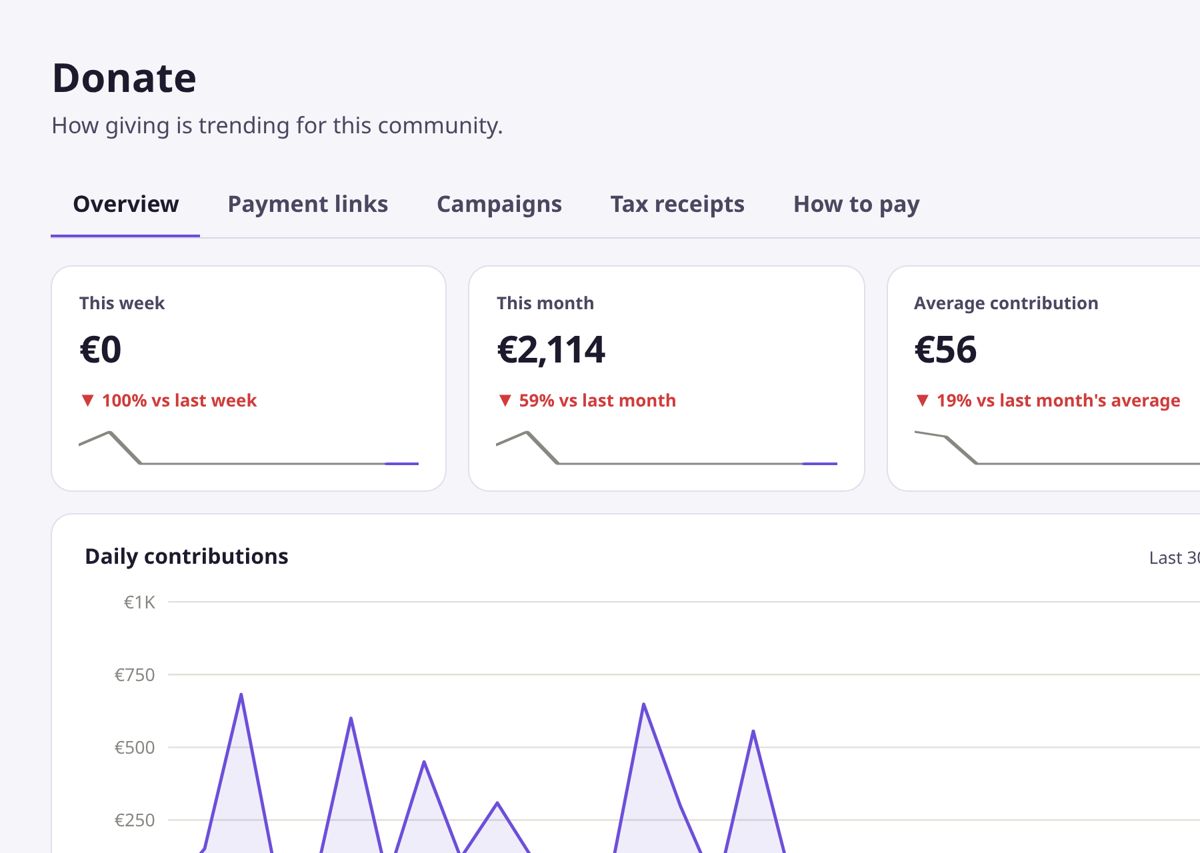 Donate
How giving is trending for this community.
Overview Payment links Campaigns Tax receipts How to pay
This week
€0
▼ 100% vs last week
This month
€2,114
▼ 59% vs last month
Average contribution
€56
▼ 19% vs last month's average
Daily contributions
Last 30
€1K
€750
€500
€250